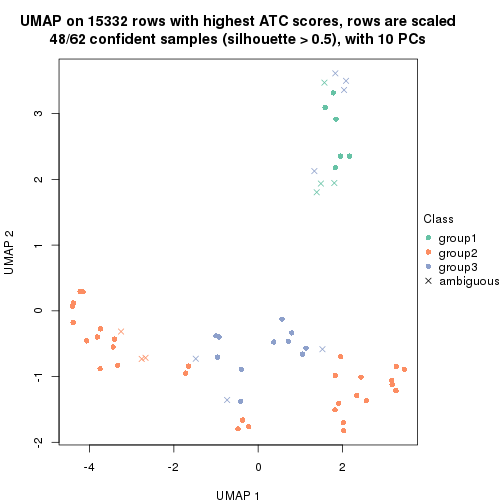 UMAP on 15332 rows with highest ATC scores, rows are scaled
48/62 confident samples (silhouette > 0.5), with 10 PCs
3
2
1
0
-1
-2
UMAP 2
-4
-2
0
2
UMAP 1
Class
group1
group2
group3
ambiguous